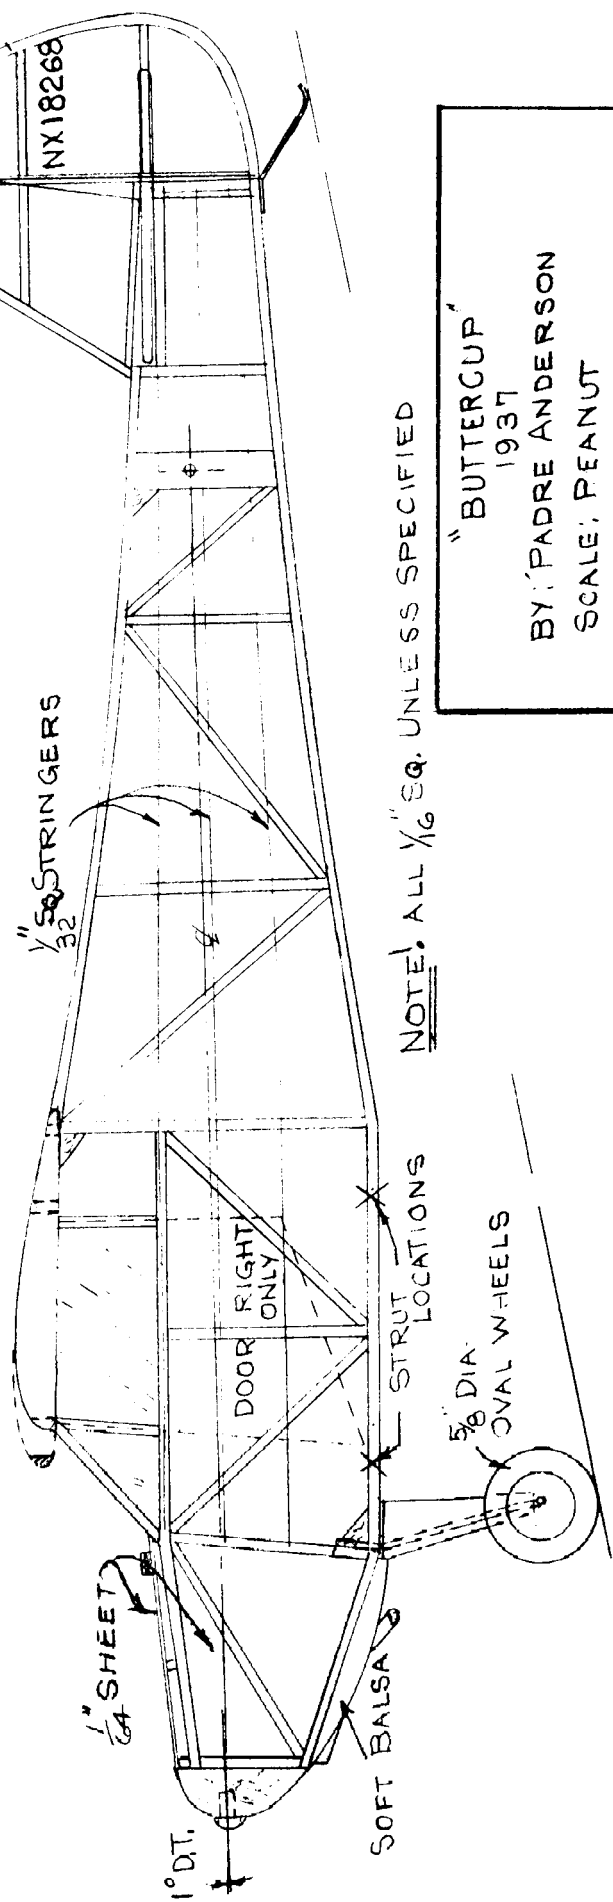 NX18268
1/32" SQ STRINGERS
DOOR RIGHT
ONLY
1/64" SHEET
1° D.T.
SOFT BALSA
STRUT
LOCATIONS
5/8" DIA.
OVAL WHEELS
NOTE! ALL 1/16" SQ. UNLESS SPECIFIED
"BUTTERCUP"
1937
BY: PADRE ANDERSON
SCALE: PEANUT